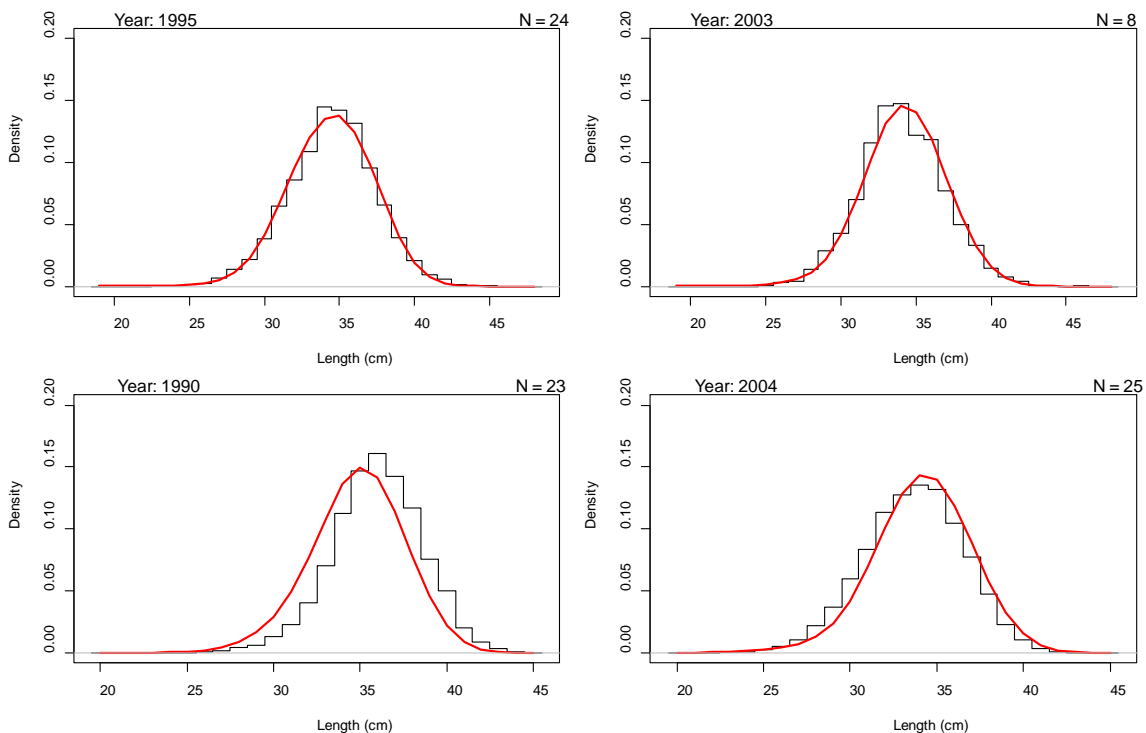 Year: 1995 N = 24
0.20
0.15
0.10
0.05
0.00
Density
20 25 30 35 40 45
Length (cm)
Year: 2003 N = 8
0.20
0.15
0.10
0.05
0.00
Density
20 25 30 35 40 45
Length (cm)
Year: 1990 N = 23
0.20
0.15
0.10
0.05
0.00
Density
20 25 30 35 40 45
Length (cm)
Year: 2004 N = 25
0.20
0.15
0.10
0.05
0.00
Density
20 25 30 35 40 45
Length (cm)